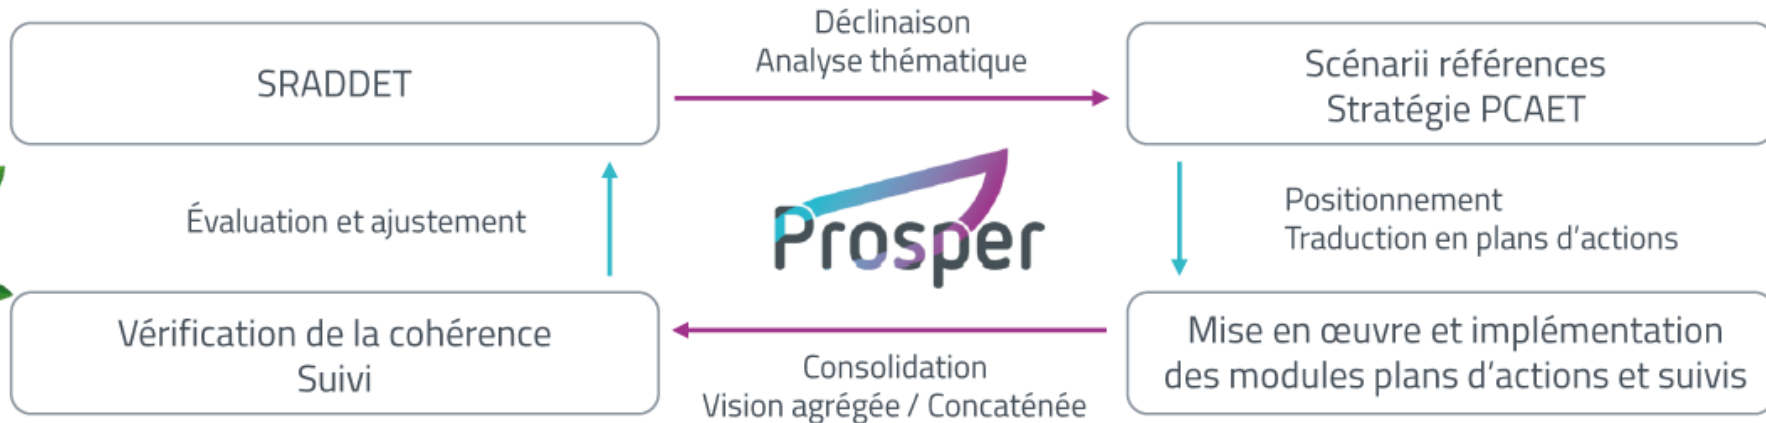 SRADDET
Déclinaison
Analyse thématique
Scénarii références
Stratégie PCAET
Évaluation et ajustement
Prosper
Positionnement
Traduction en plans d'actions
Vérification de la cohérence
Suivi
Consolidation
Vision agrégée / Concaténée
Mise en œuvre et implémentation
des modules plans d'actions et suivis